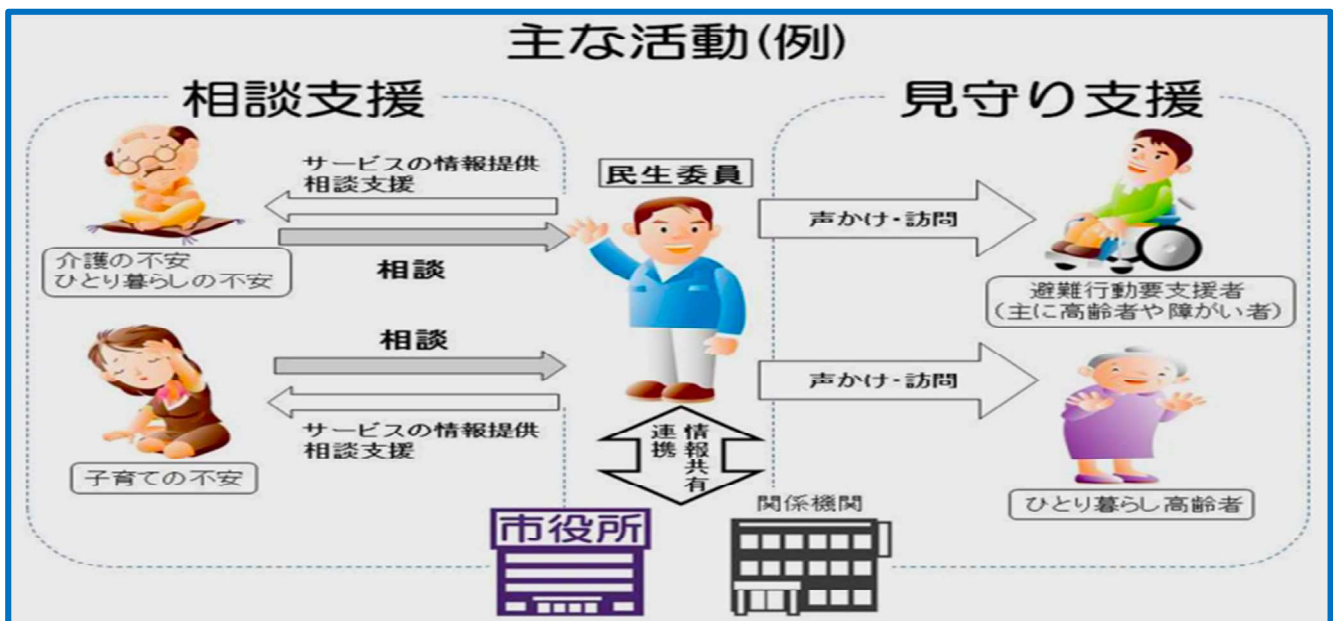 主な活動(例)
相談支援
サービスの情報提供
相談支援
相談
介護の不安
ひとり暮らしの不安
相談
サービスの情報提供
相談支援
子育ての不安
民生委員
情報共有
連携
市役所
関係機関
見守り支援
声かけ・訪問
避難行動要支援者
(主に高齢者や障がい者)
声かけ・訪問
ひとり暮らし高齢者